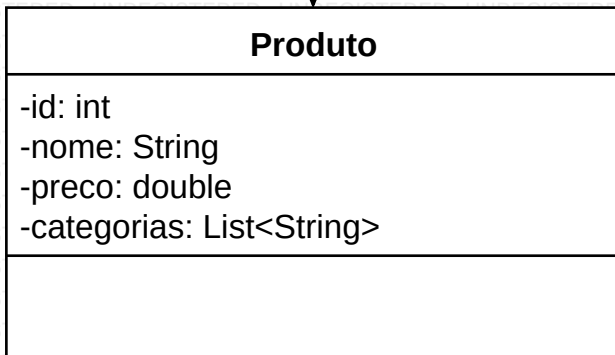 Produto
-id: int
-nome: String
-preco: double
-categorias: List<String>